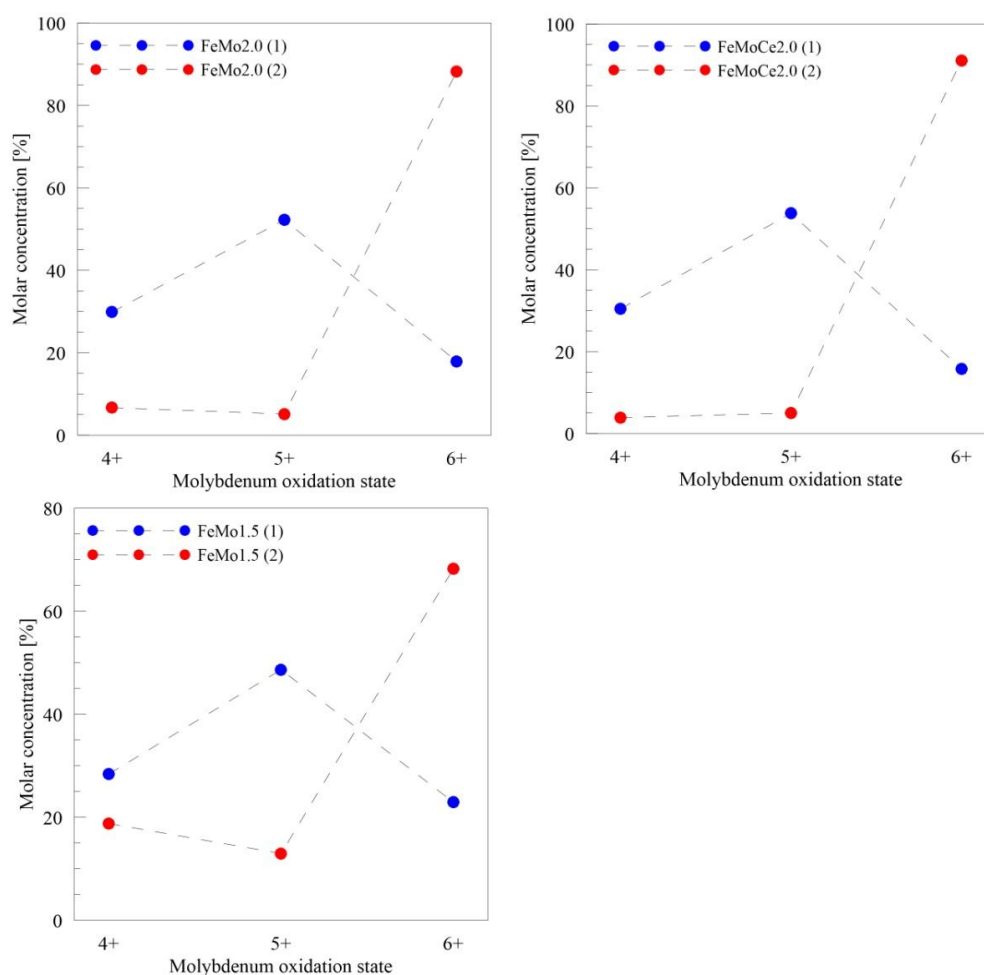 100
80
60
40
20
0
Molar concentration [%]
FeMo2.0 (1)
FeMo2.0 (2)
4+
5+
6+
Molybdenum oxidation state
100
80
60
40
20
0
Molar concentration [%]
FeMoCe2.0 (1)
FeMoCe2.0 (2)
4+
5+
6+
Molybdenum oxidation state
80
60
40
20
0
Molar concentration [%]
FeMo1.5 (1)
FeMo1.5 (2)
4+
5+
6+
Molybdenum oxidation state